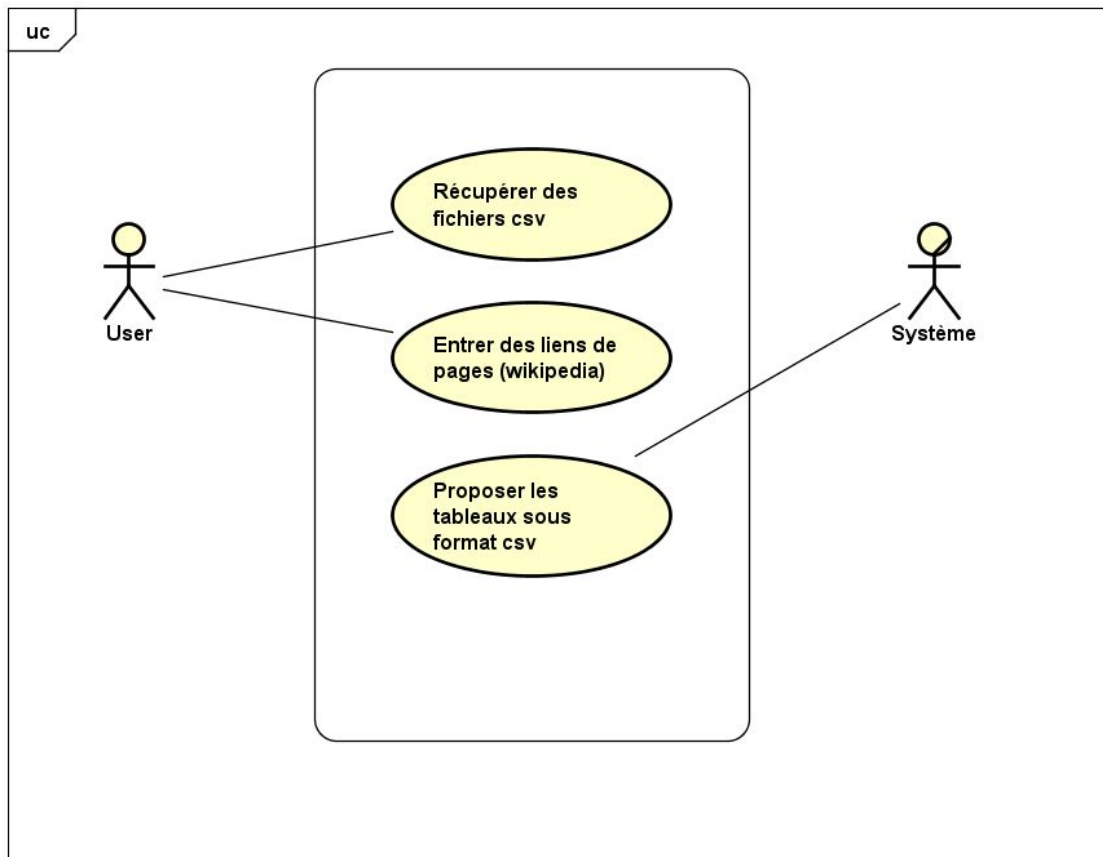 uc
Récupérer des
fichiers csv
User
Système
Entrer des liens de
pages (wikipedia)
Proposer les
tableaux sous
format csv